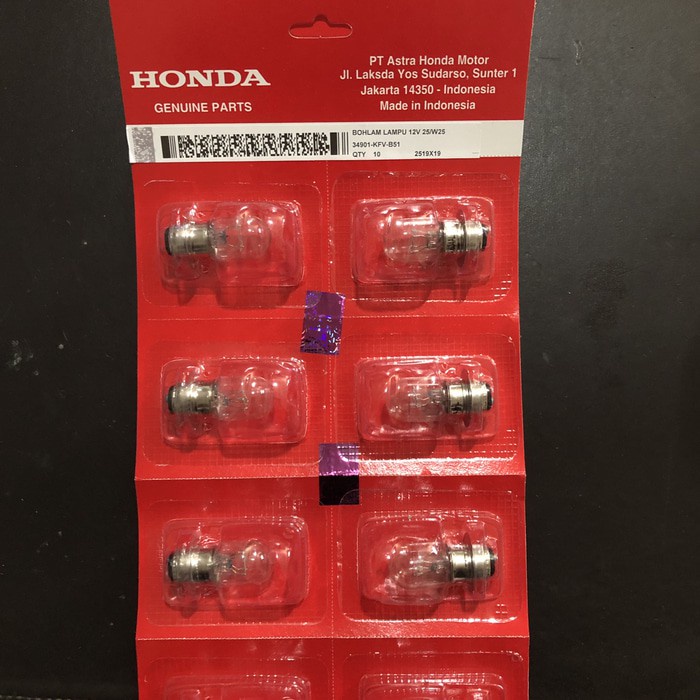 HONDA
GENUINE PARTS
PT Astra Honda Motor
Jl. Laksda Yos Sudarso, Sunter 1
Jakarta 14350 - Indonesia
Made in Indonesia
BOHLAM LAMPU 12V 25/W25
34901-KFV-B51
QTY 10 2519X19